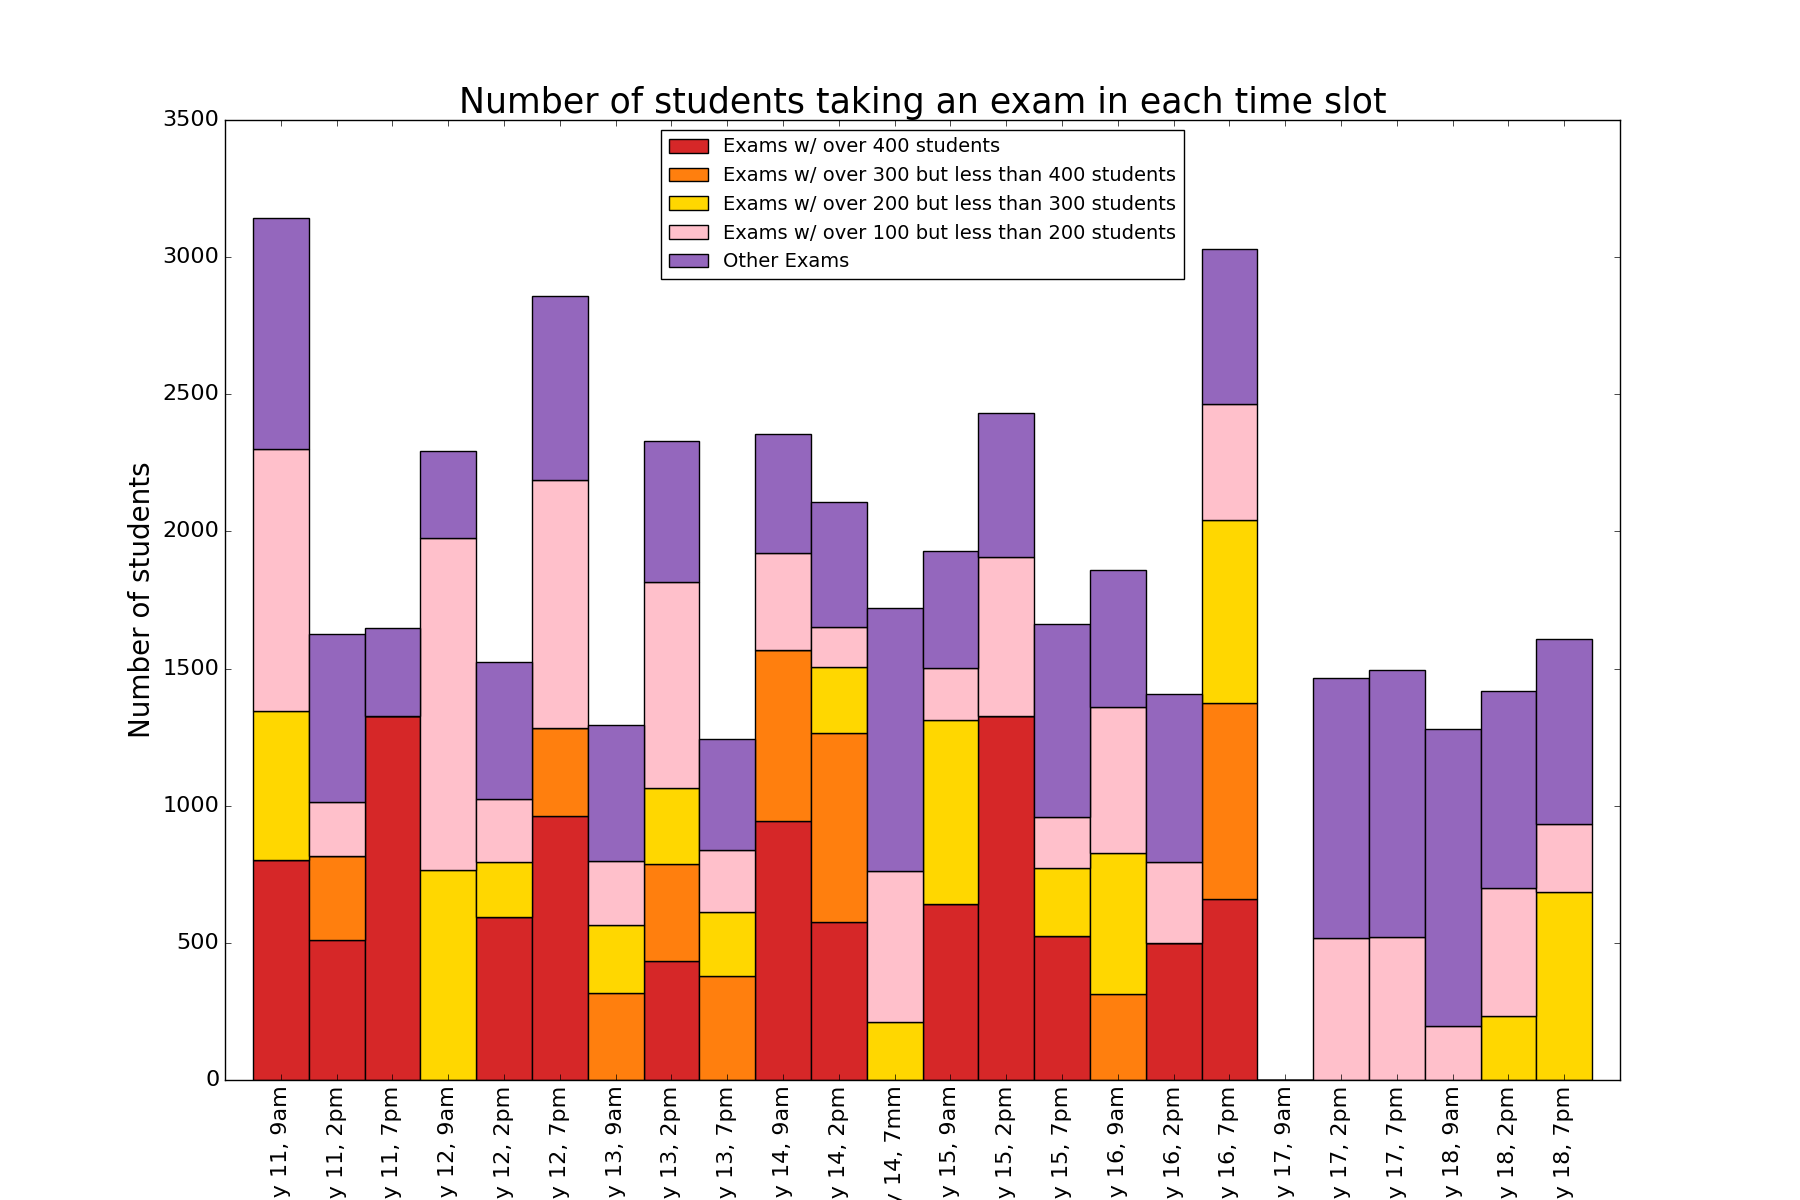 Number of students taking an exam in each time slot
Exams w/ over 400 students
Exams w/ over 300 but less than 400 students
Exams w/ over 200 but less than 300 students
Exams w/ over 100 but less than 200 students
Other Exams
Number of students
3500
3000
2500
2000
1500
1000
500
0
y 11, 9am
y 11, 2pm
y 11, 7pm
y 12, 9am
y 12, 2pm
y 12, 7pm
y 13, 9am
y 13, 2pm
y 13, 7pm
y 14, 9am
y 14, 2pm
y 14, 7mm
y 15, 9am
y 15, 2pm
y 15, 7pm
y 16, 9am
y 16, 2pm
y 16, 7pm
y 17, 9am
y 17, 2pm
y 17, 7pm
y 18, 9am
y 18, 2pm
y 18, 7pm